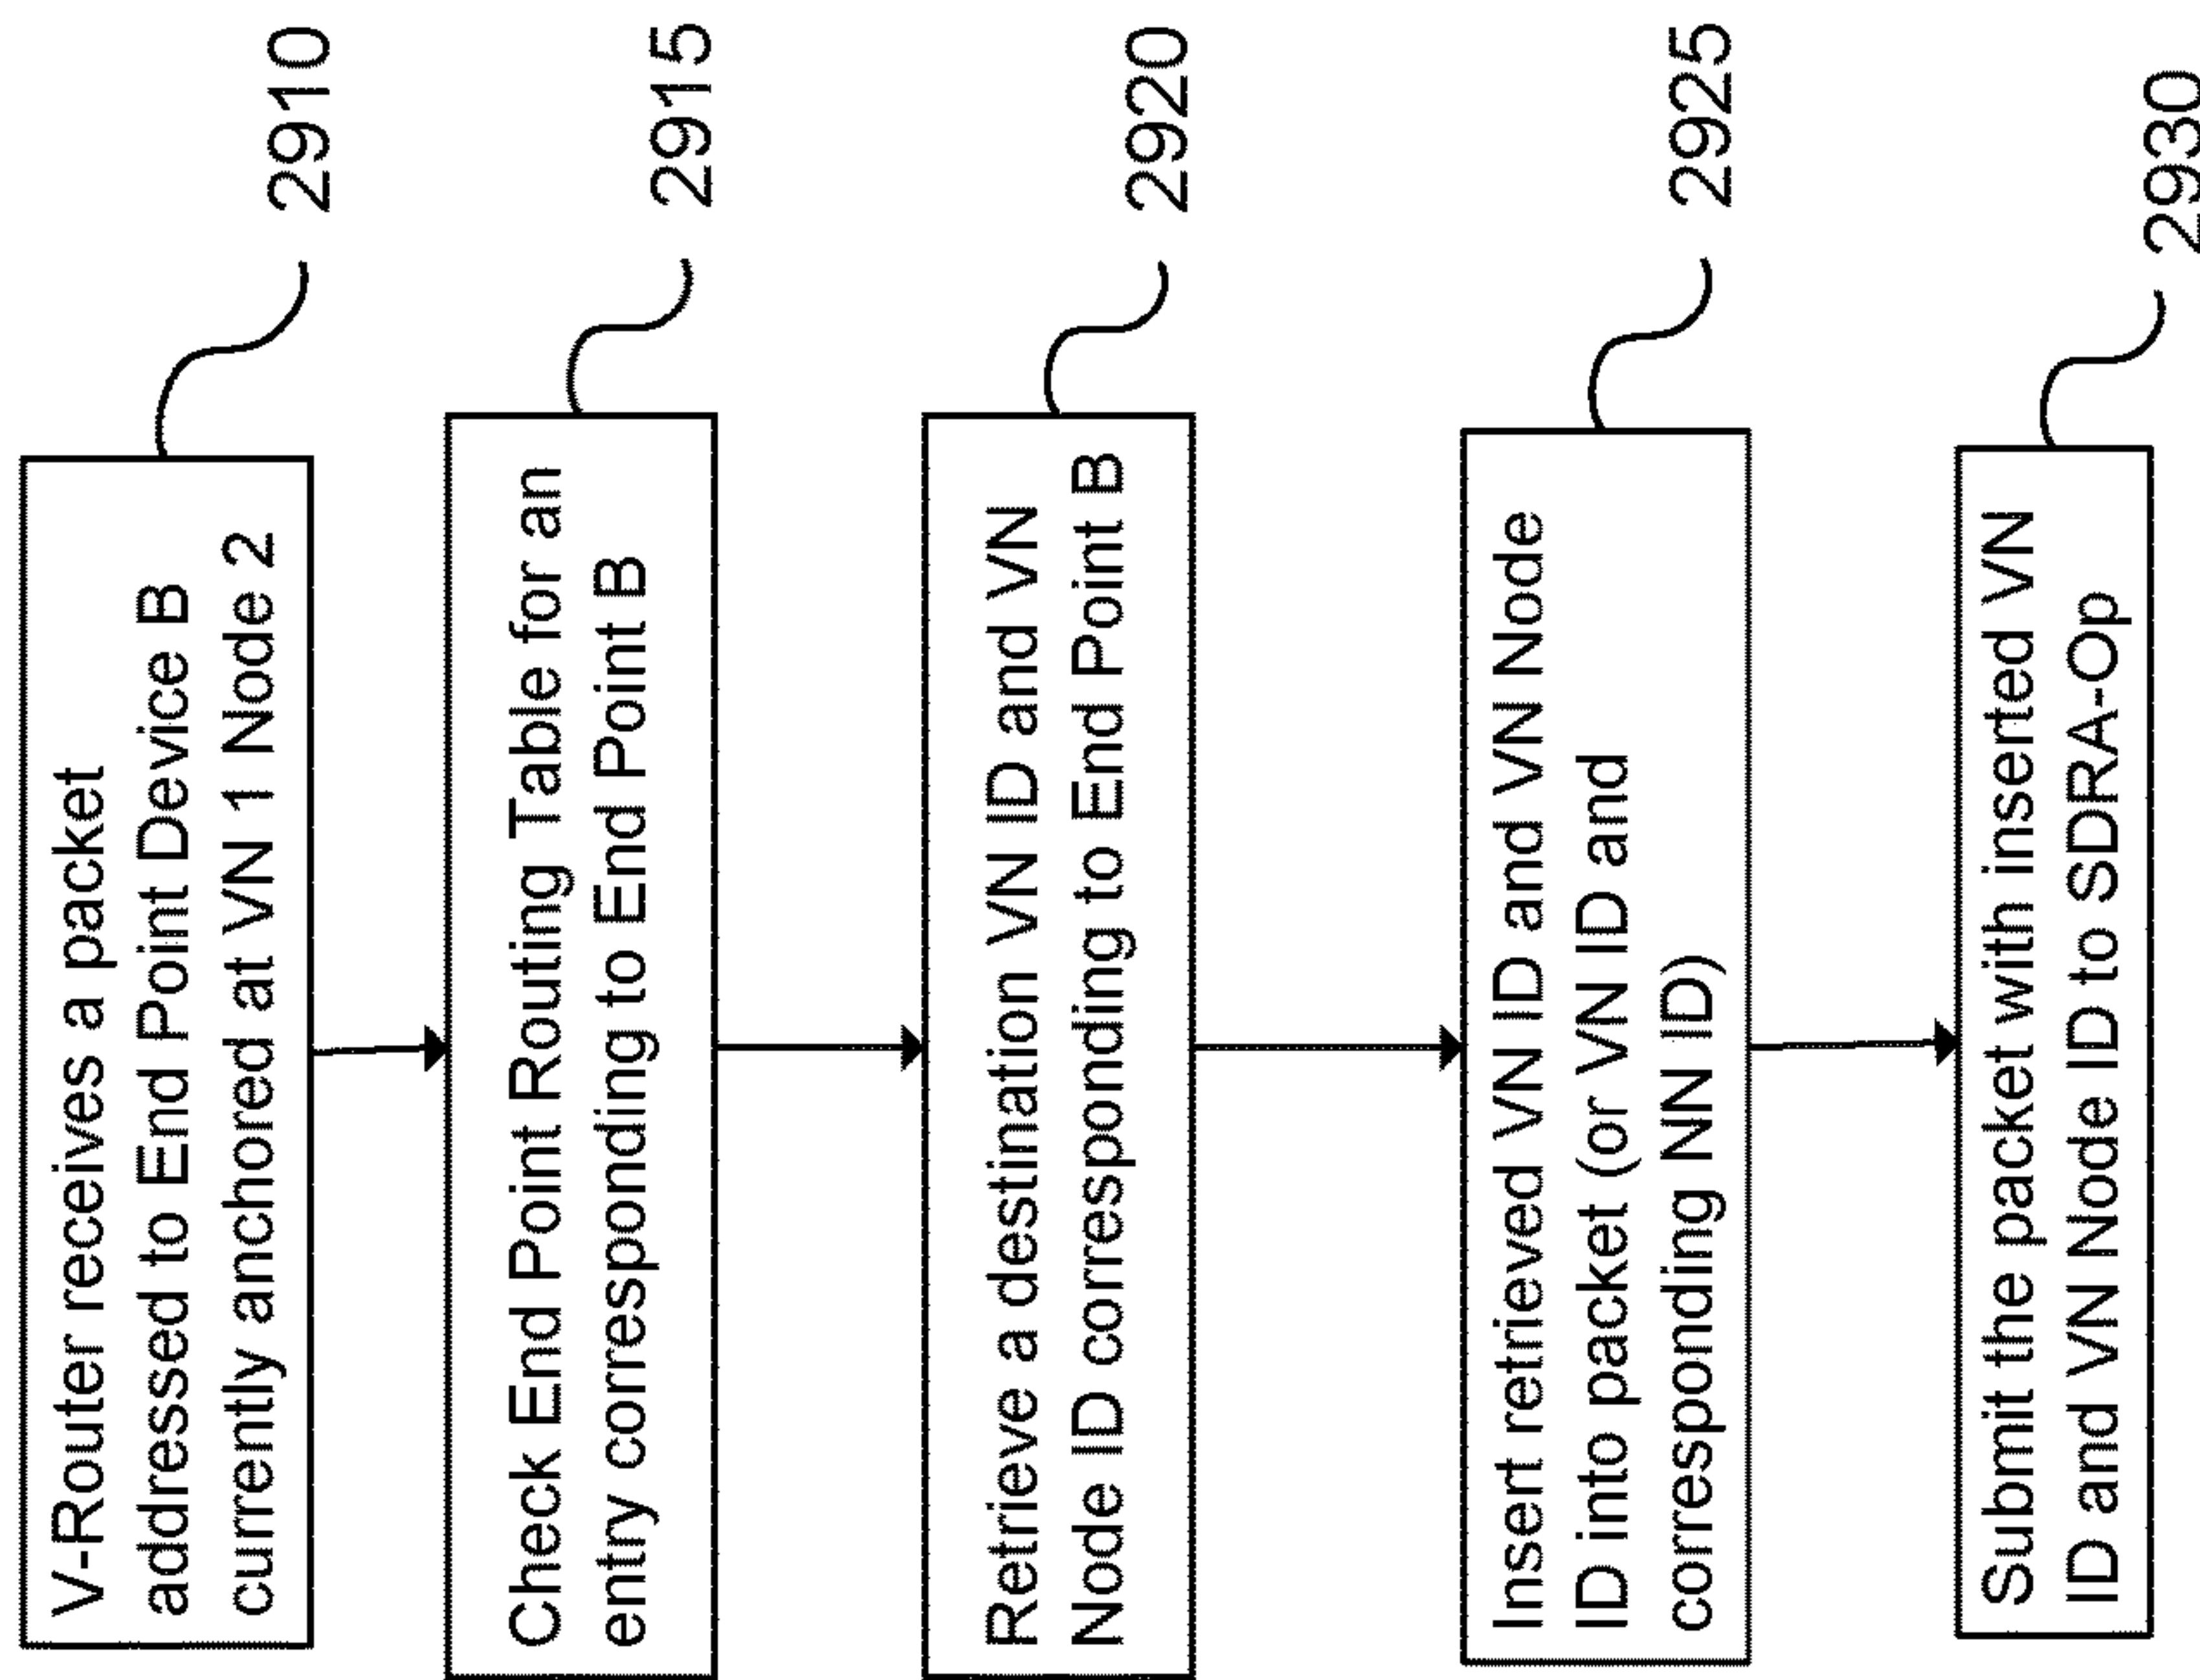 V-Router receives a packet
addressed to End Point Device B
currently anchored at VN 1 Node 2
2910
Check End Point Routing Table for an
entry corresponding to End Point B
2915
Retrieve a destination VN ID and VN
Node ID corresponding to End Point B
2920
Insert retrieved VN ID and VN Node
ID into packet (or VN ID and
corresponding NN ID)
2925
Submit the packet with inserted VN
ID and VN Node ID to SDRA-Op
2930